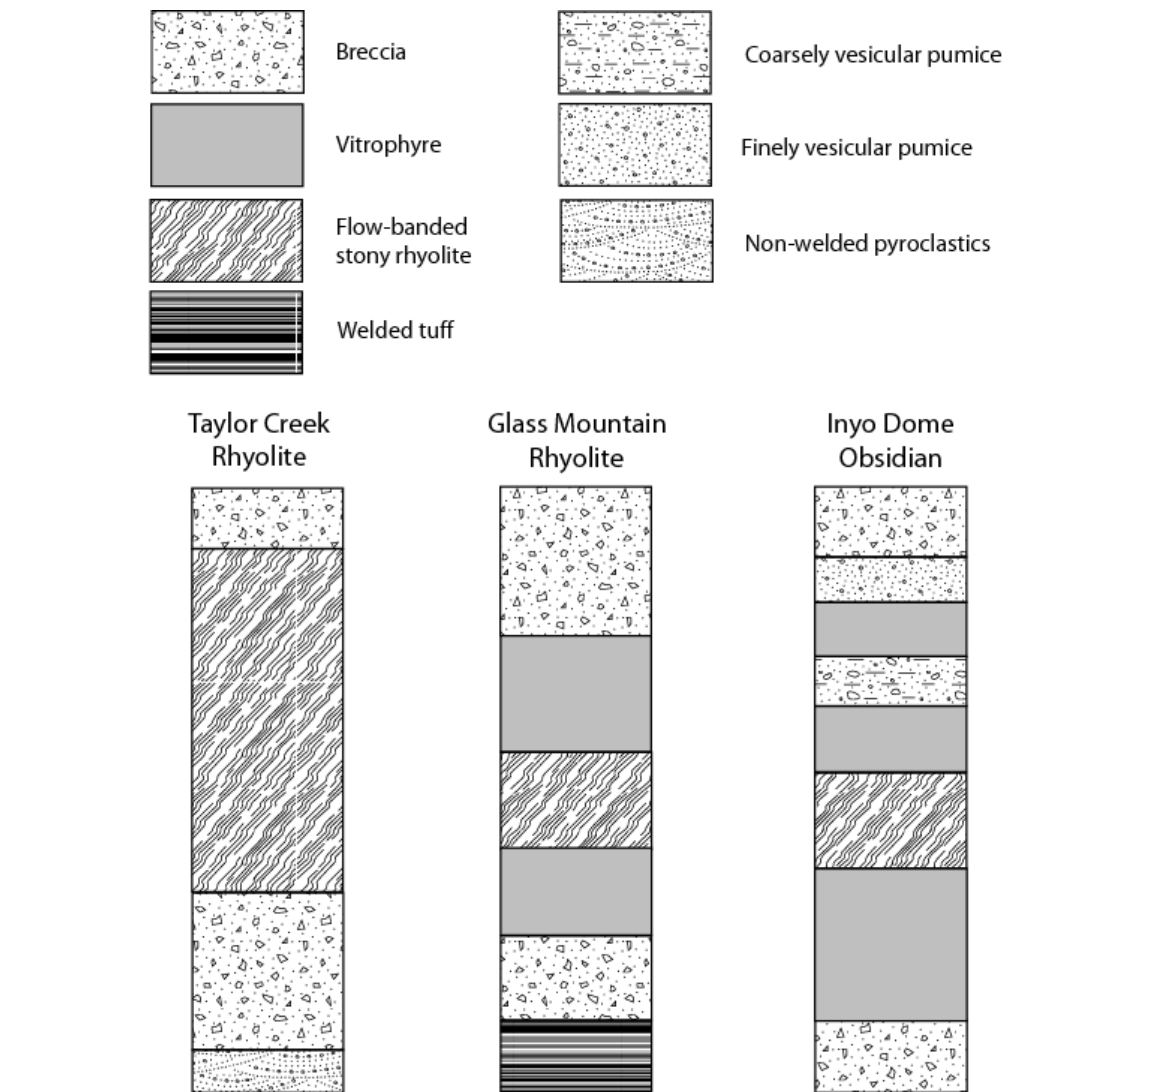 Breccia
Vitrophyre
Flow-banded
stony rhyolite
Welded tuff
Coarsely vesicular pumice
Finely vesicular pumice
Non-welded pyroclastics
Taylor Creek
Rhyolite
Glass Mountain
Rhyolite
Inyo Dome
Obsidian